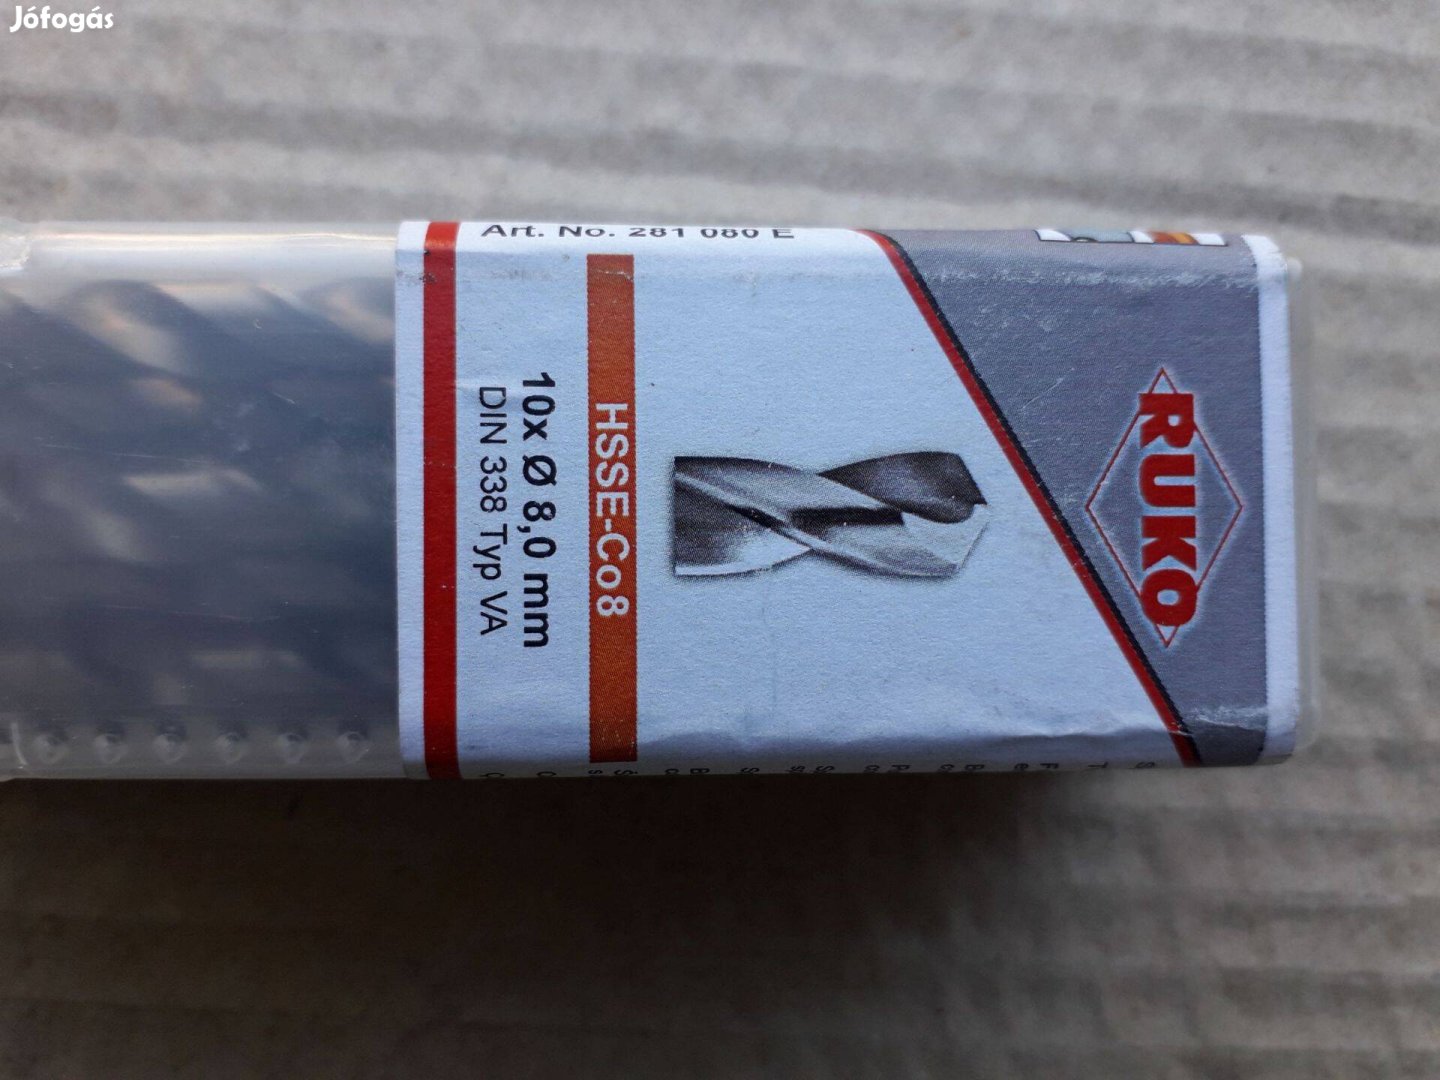 Jófogás
Art. No. 281 080 E
RUKO
HSSE-Co8
10x Ø 8,0 mm
DIN 338 Typ VA